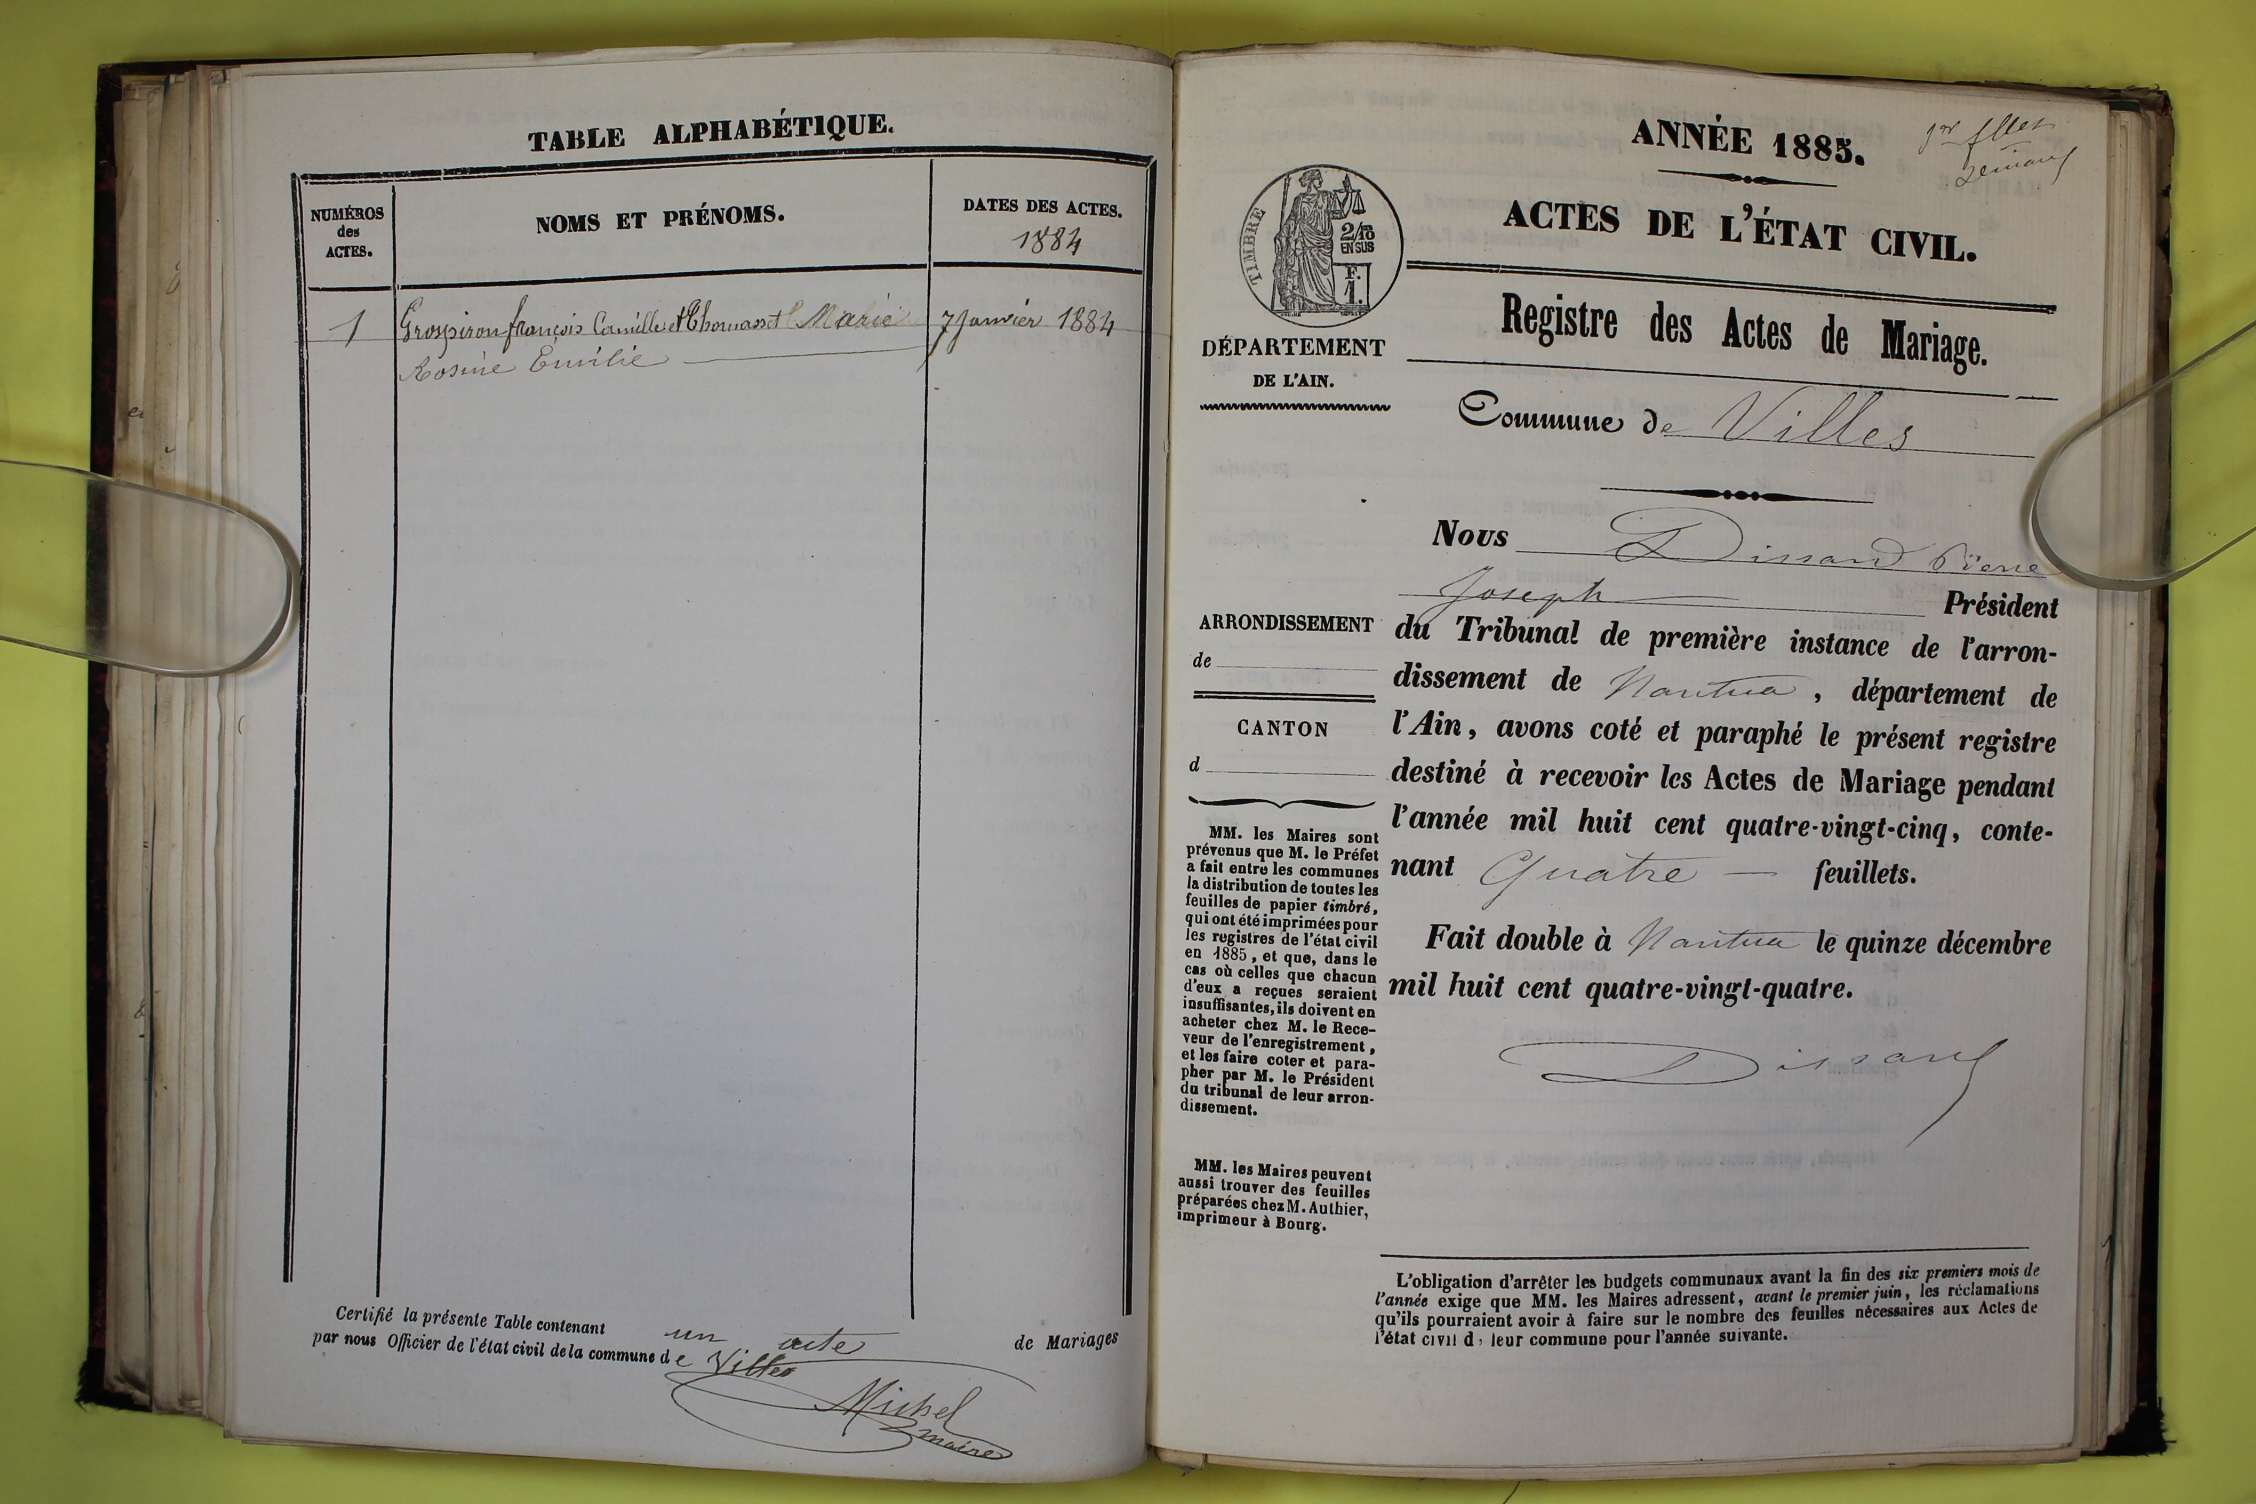 TABLE ALPHABÉTIQUE.
NUMÉROS
des
ACTES.
NOMS ET PRÉNOMS.
DATES DES ACTES.
1884
1
Grospiron françois Camille et Thomasset Marie
7 Janvier 1884
Rosine Émilie
Certifié la présente Table contenant un acte de Mariages
par nous Officier de l'état civil de la commune de Villes
Michel
maire
ANNÉE 1885.
1er fllet
ACTES DE L'ÉTAT CIVIL.
TIMBRE
2/10
EN SUS
F.
1.
Registre des Actes de Mariage.
DÉPARTEMENT
DE L'AIN.
Commune de Villes
Nous Dissard Pierre
Joseph Président
du Tribunal de première instance de l'arron-
dissement de Nantua, département de
l'Ain, avons coté et paraphé le présent registre
destiné à recevoir les Actes de Mariage pendant
l'année mil huit cent quatre-vingt-cinq, conte-
nant Quatre feuillets.
Fait double à Nantua le quinze décembre
mil huit cent quatre-vingt-quatre.
Dissard
ARRONDISSEMENT
de
CANTON
d
MM. les Maires sont
prévenus que M. le Préfet
a fait entre les communes
la distribution de toutes les
feuilles de papier timbré,
qui ont été imprimées pour
les registres de l'état civil
en 1885, et que, dans le
cas où celles que chacun
d'eux a reçues seraient
insuffisantes, ils doivent en
acheter chez M. le Rece-
veur de l'enregistrement,
et les faire coter et para-
pher par M. le Président
du tribunal de leur arron-
dissement.
MM. les Maires peuvent
aussi trouver des feuilles
préparées chez M. Authier,
imprimeur à Bourg.
L'obligation d'arrêter les budgets communaux avant la fin des six premiers mois de
l'année exige que MM. les Maires adressent, avant le premier juin, les réclamations
qu'ils pourraient avoir à faire sur le nombre des feuilles nécessaires aux Actes de
l'état civil d, leur commune pour l'année suivante.